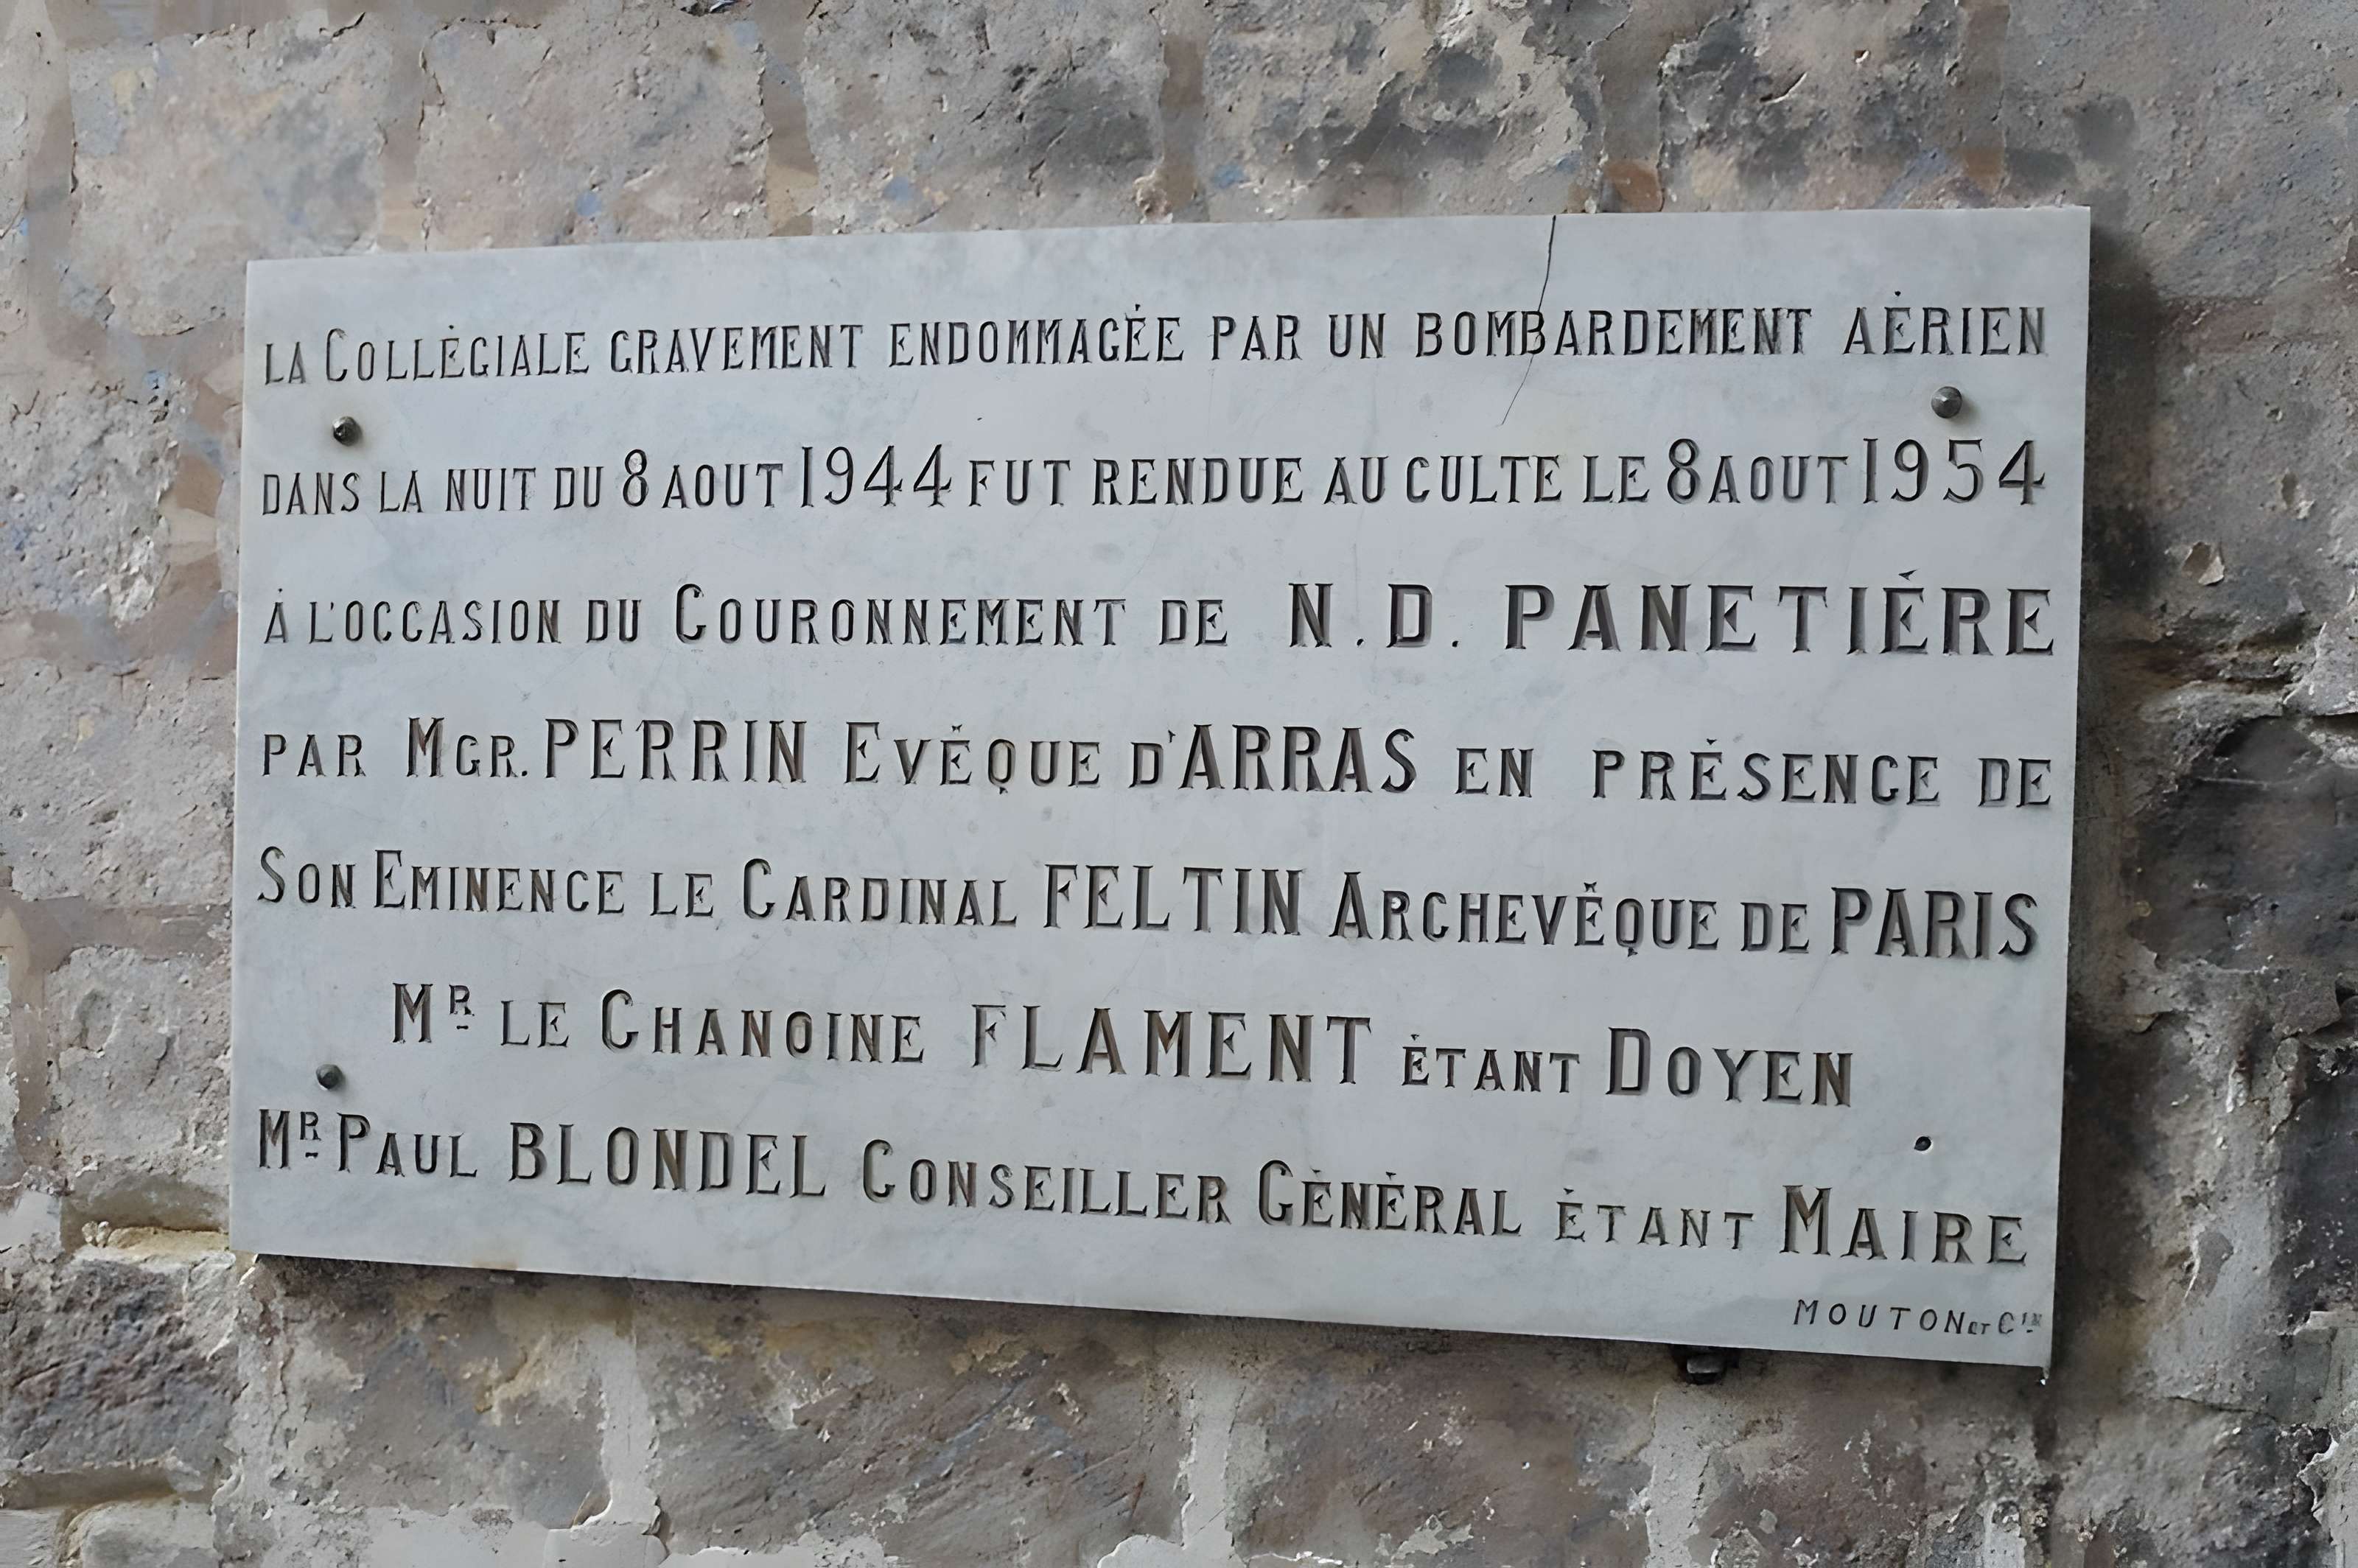 LA COLLÉGIALE GRAVEMENT ENDOMMAGÉE PAR UN BOMBARDEMENT AÉRIEN
DANS LA NUIT DU 8 AOUT 1944 FUT RENDUE AU CULTE LE 8 AOUT 1954
À L'OCCASION DU COURONNEMENT DE N.D. PANETIÉRE
PAR MGR. PERRIN EVÊQUE D'ARRAS EN PRÉSENCE DE
SON EMINENCE LE CARDINAL FELTIN ARCHEVÊQUE DE PARIS
MR LE CHANOINE FLAMENT ÉTANT DOYEN
MR PAUL BLONDEL CONSEILLER GÉNÉRAL ÉTANT MAIRE
MOUTON ET CIE